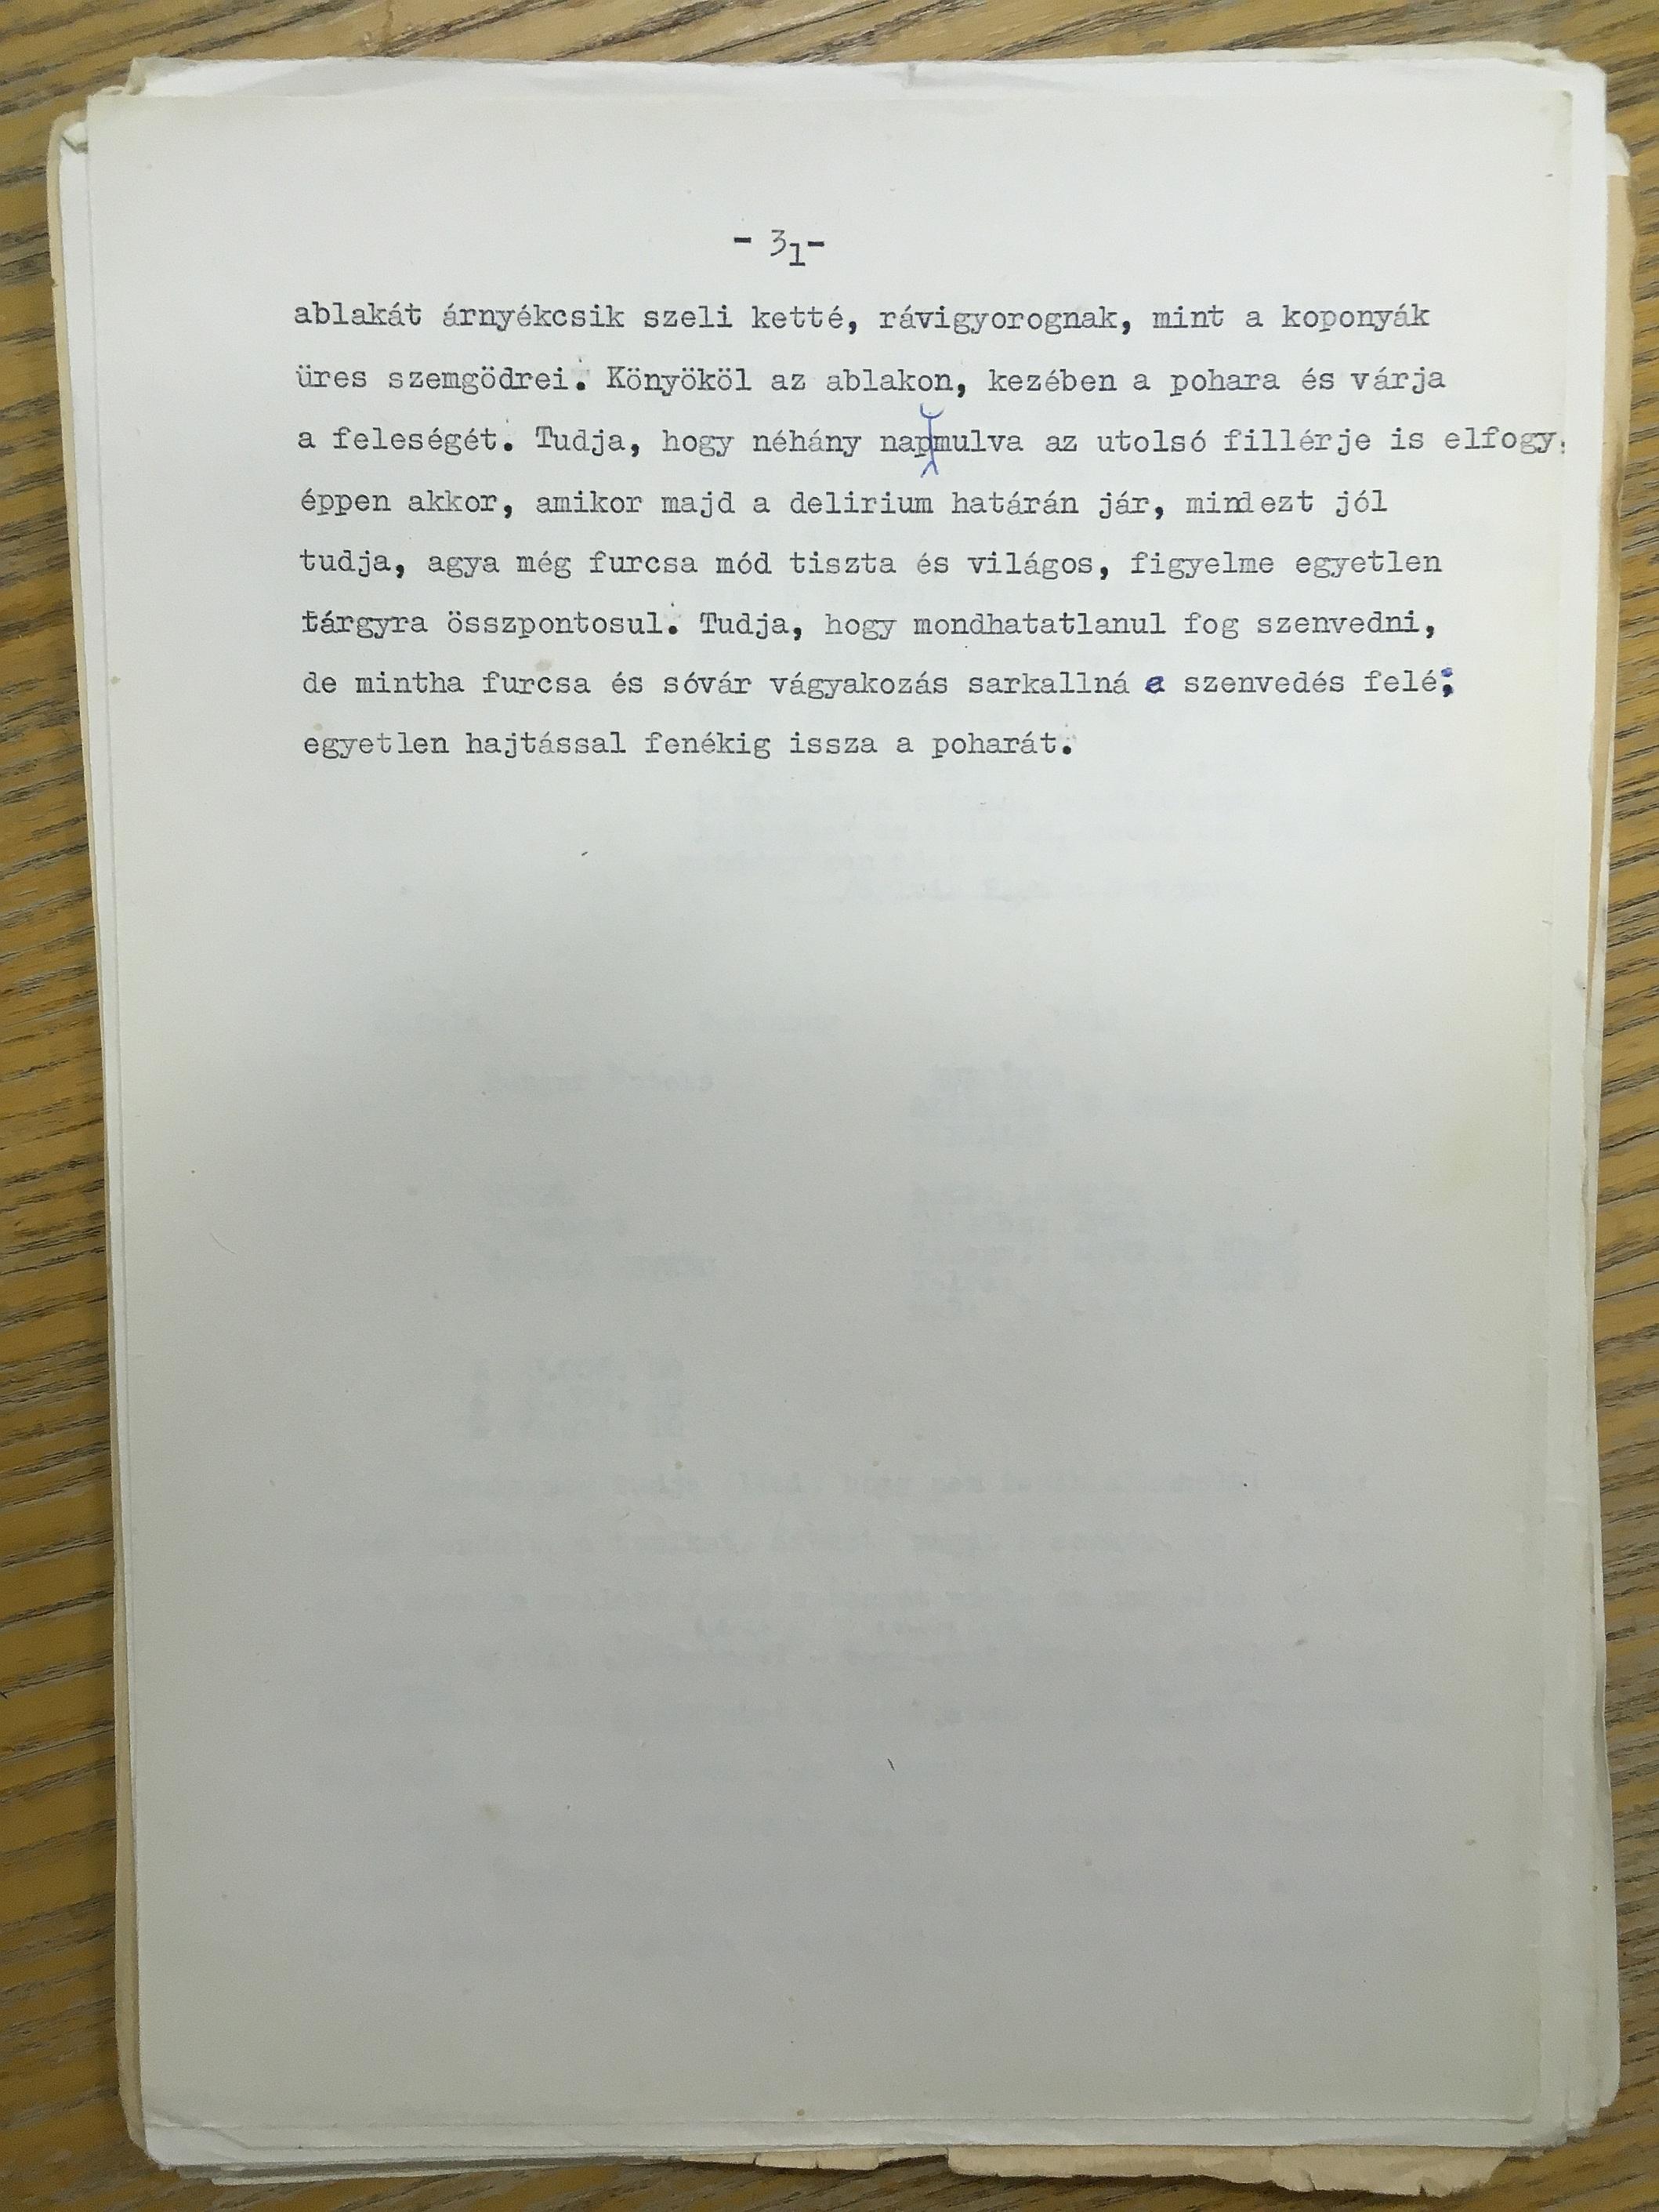 - 31-
ablakát árnyékcsik szeli ketté, rávigyorognak, mint a koponyák
üres szemgödrei. Könyököl az ablakon, kezében a pohara és várja
a feleségét. Tudja, hogy néhány napmulva az utolsó fillérje is elfogy,
éppen akkor, amikor majd a delirium határán jár, mindezt jól
tudja, agya még furcsa mód tiszta és világos, figyelme egyetlen
tárgyra összpontosul. Tudja, hogy mondhatatlanul fog szenvedni,
de mintha furcsa és sóvár vágyakozás sarkallná a szenvedés felé;
egyetlen hajtással fenékig issza a poharát.